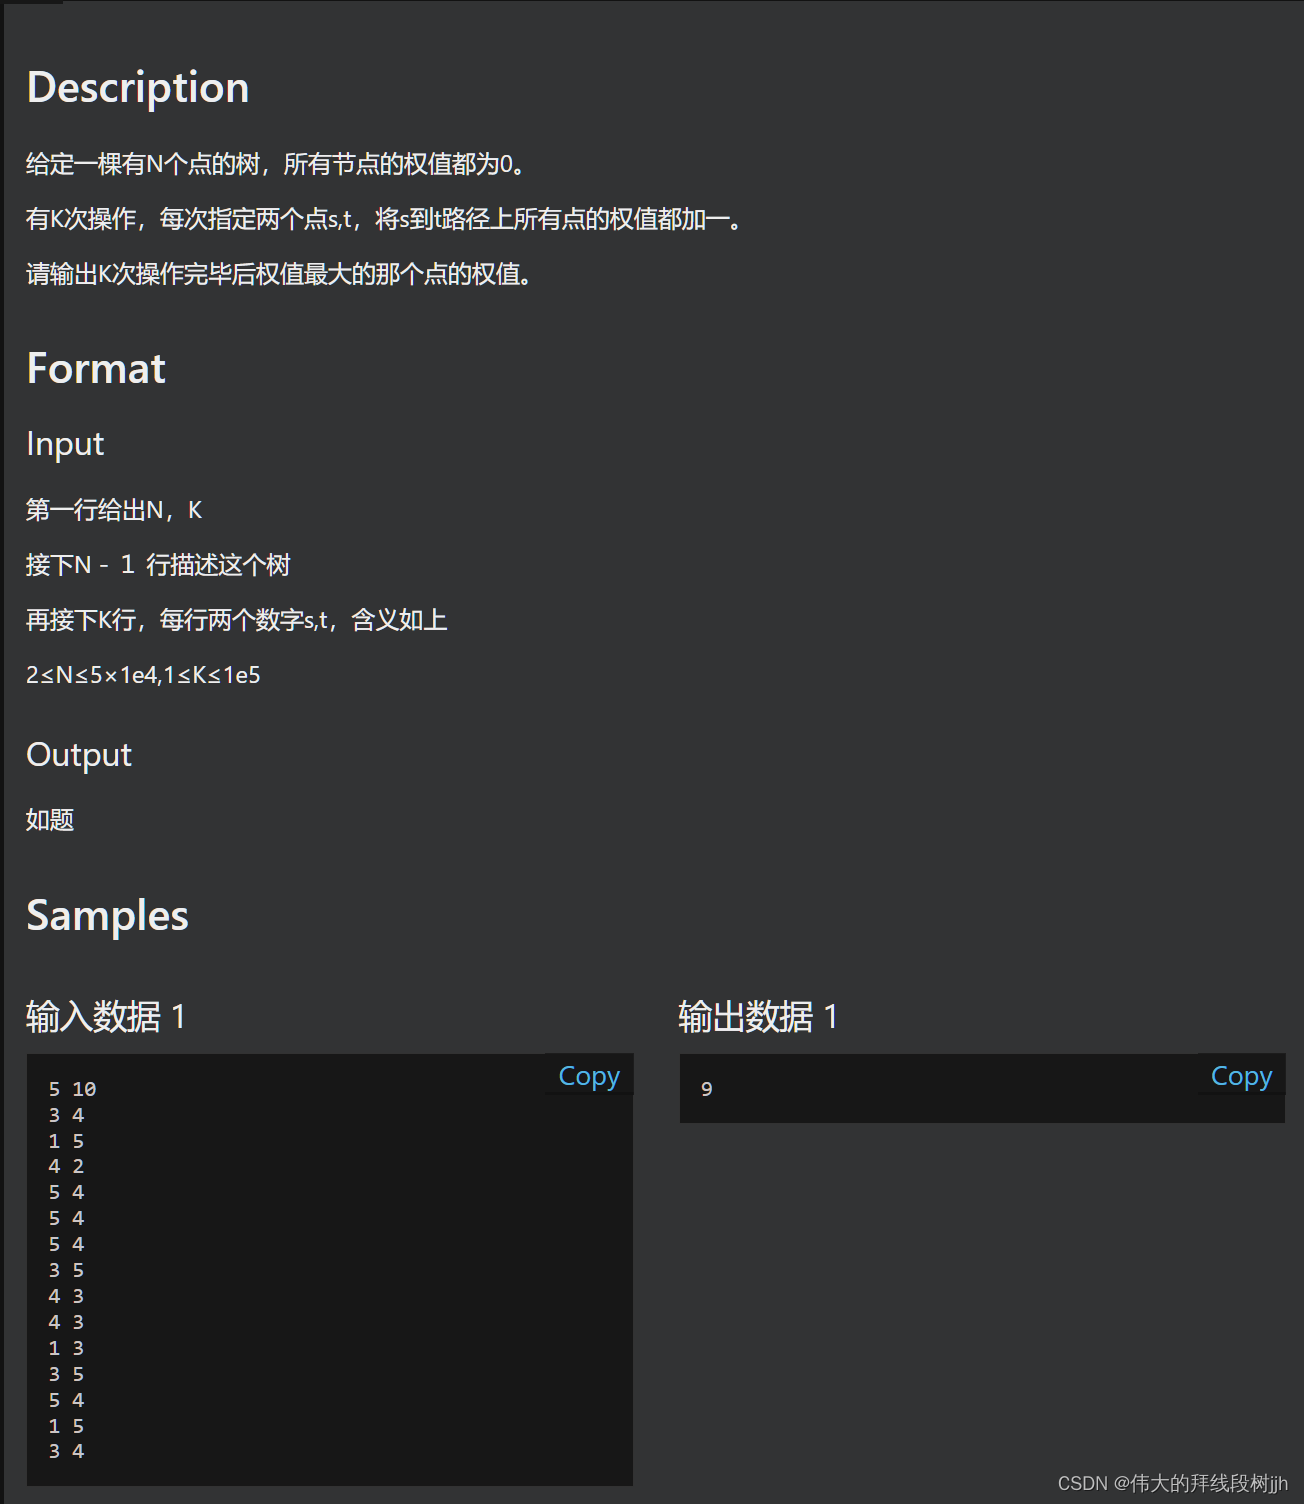 Description
给定一棵有N个点的树，所有节点的权值都为0。
有K次操作，每次指定两个点s,t，将s到t路径上所有点的权值都加一。
请输出K次操作完毕后权值最大的那个点的权值。
Format
Input
第一行给出N，K
接下N - １ 行描述这个树
再接下K行，每行两个数字s,t，含义如上
2≤N≤5×1e4,1≤K≤1e5
Output
如题
Samples
输入数据 1
Copy
5 10
3 4
1 5
4 2
5 4
5 4
5 4
3 5
4 3
4 3
1 3
3 5
5 4
1 5
3 4
输出数据 1
Copy
9
CSDN @伟大的拜线段树jjh